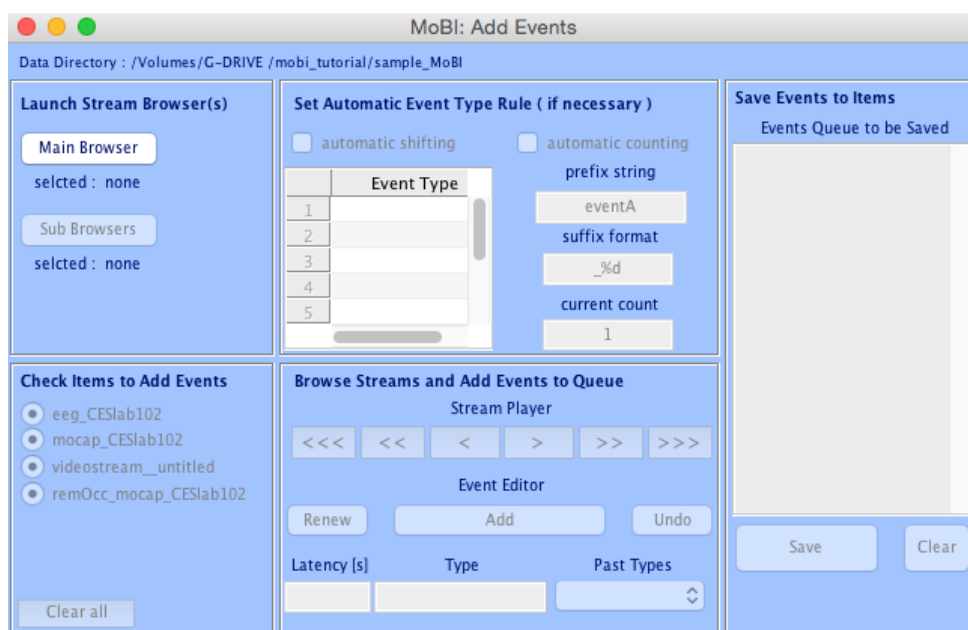 MoBI: Add Events
Data Directory : /Volumes/G-DRIVE /mobi_tutorial/sample_MoBI
Launch Stream Browser(s)
Main Browser
selcted : none
Sub Browsers
selcted : none
Set Automatic Event Type Rule ( if necessary )
automatic shifting
automatic counting
Event Type
1
2
3
4
5
prefix string
eventA
suffix format
_%d
current count
1
Save Events to Items
Events Queue to be Saved
Save
Clear
Check Items to Add Events
eeg_CESlab102
mocap_CESlab102
videostream__untitled
remOcc_mocap_CESlab102
Clear all
Browse Streams and Add Events to Queue
Stream Player
<<< << < > >> >>>
Event Editor
Renew Add Undo
Latency [s] Type Past Types